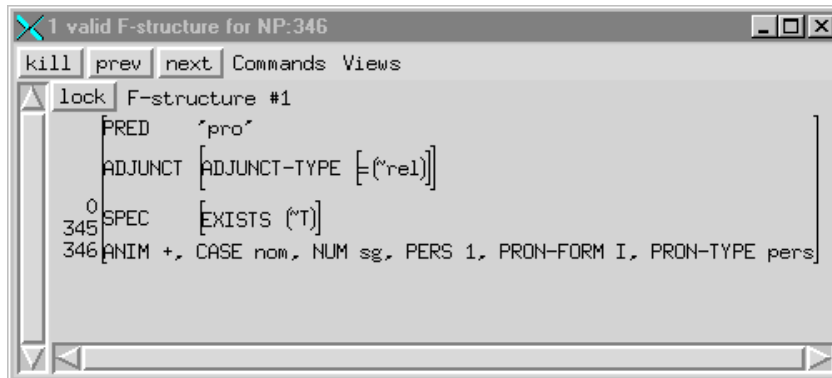 1 valid F-structure for NP:346
kill prev next Commands Views
lock F-structure #1
PRED 'pro'
ADJUNCT [ADJUNCT-TYPE [=(~rel)]]
0
SPEC [EXISTS (~T)]
345
346 ANIM +, CASE nom, NUM sg, PERS 1, PRON-FORM I, PRON-TYPE pers